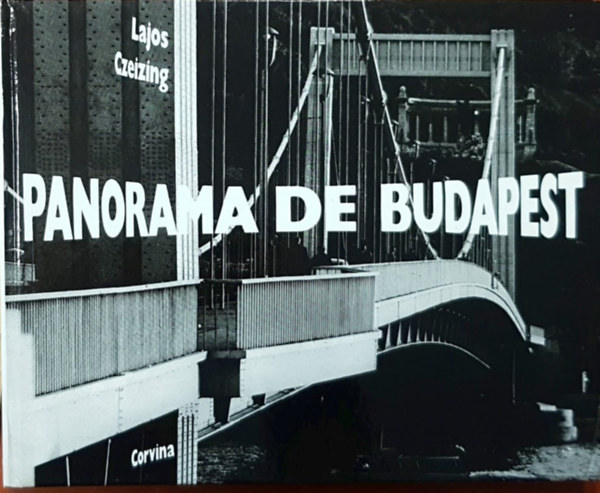 Lajos
Czeizing
PANORAMA DE BUDAPEST
Corvina